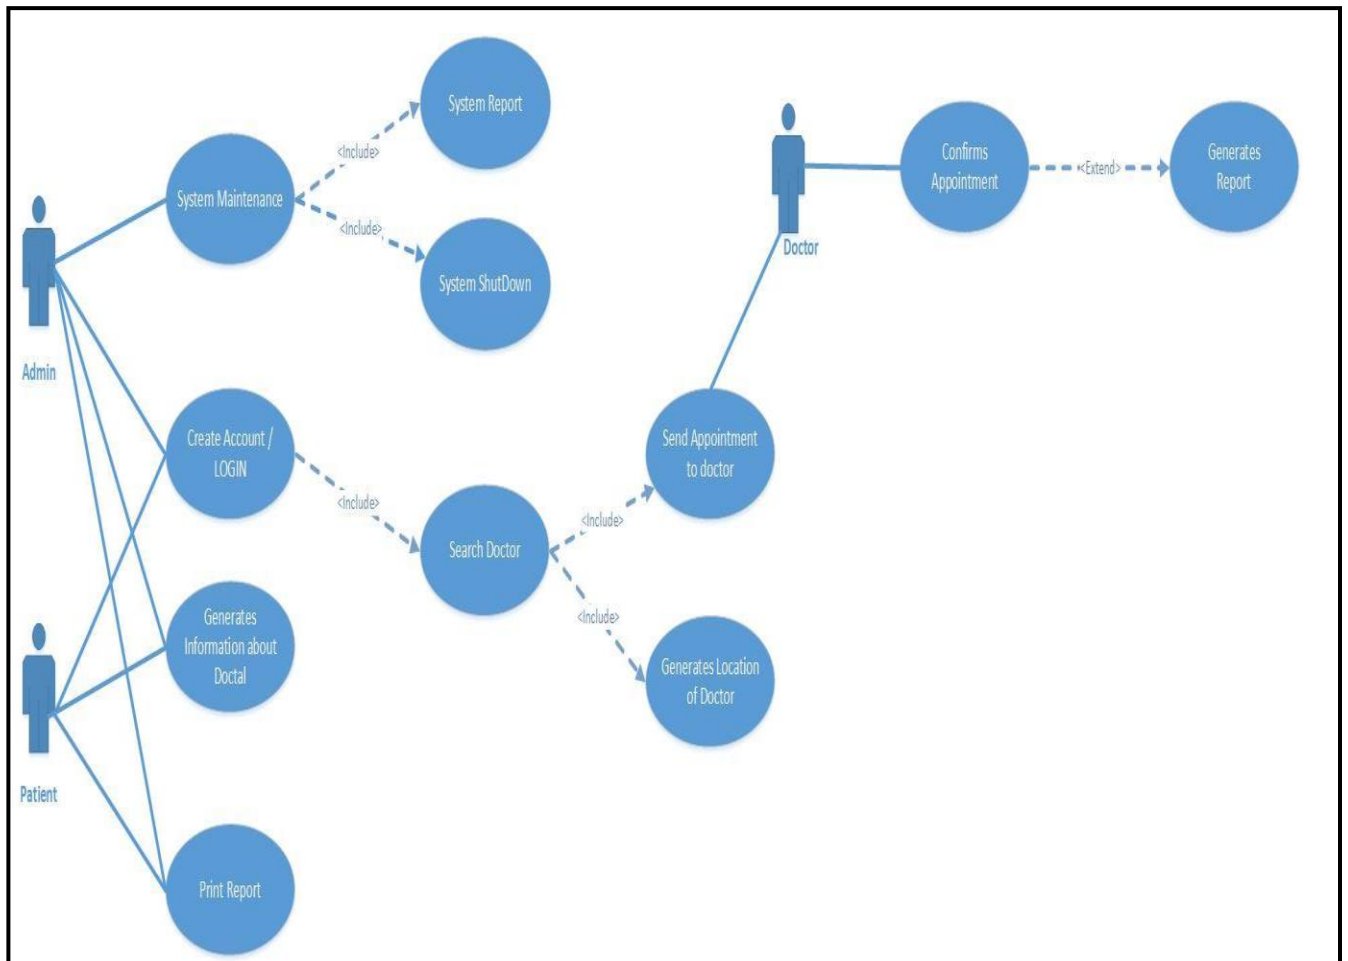 System Report
<Include>
System Maintenance
<Include>
System ShutDown
Admin
Doctor
Confirms
Appointment
<Extend>
Generates
Report
Create Account /
LOGIN
<Include>
Search Doctor
<Include>
Send Appointment
to doctor
<Include>
Generates Location
of Doctor
Generates
Information about
Doctal
Patient
Print Report